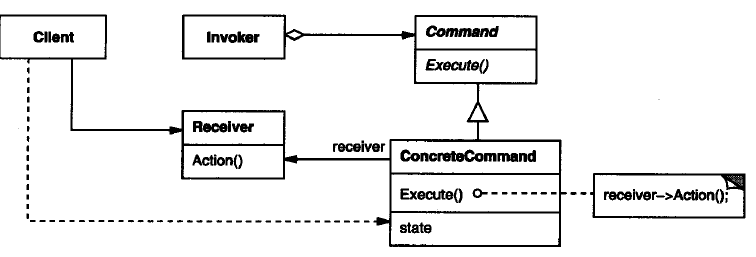 Client
Invoker
Command
Execute()
Receiver
Action()
receiver
ConcreteCommand
Execute()
receiver->Action();
state